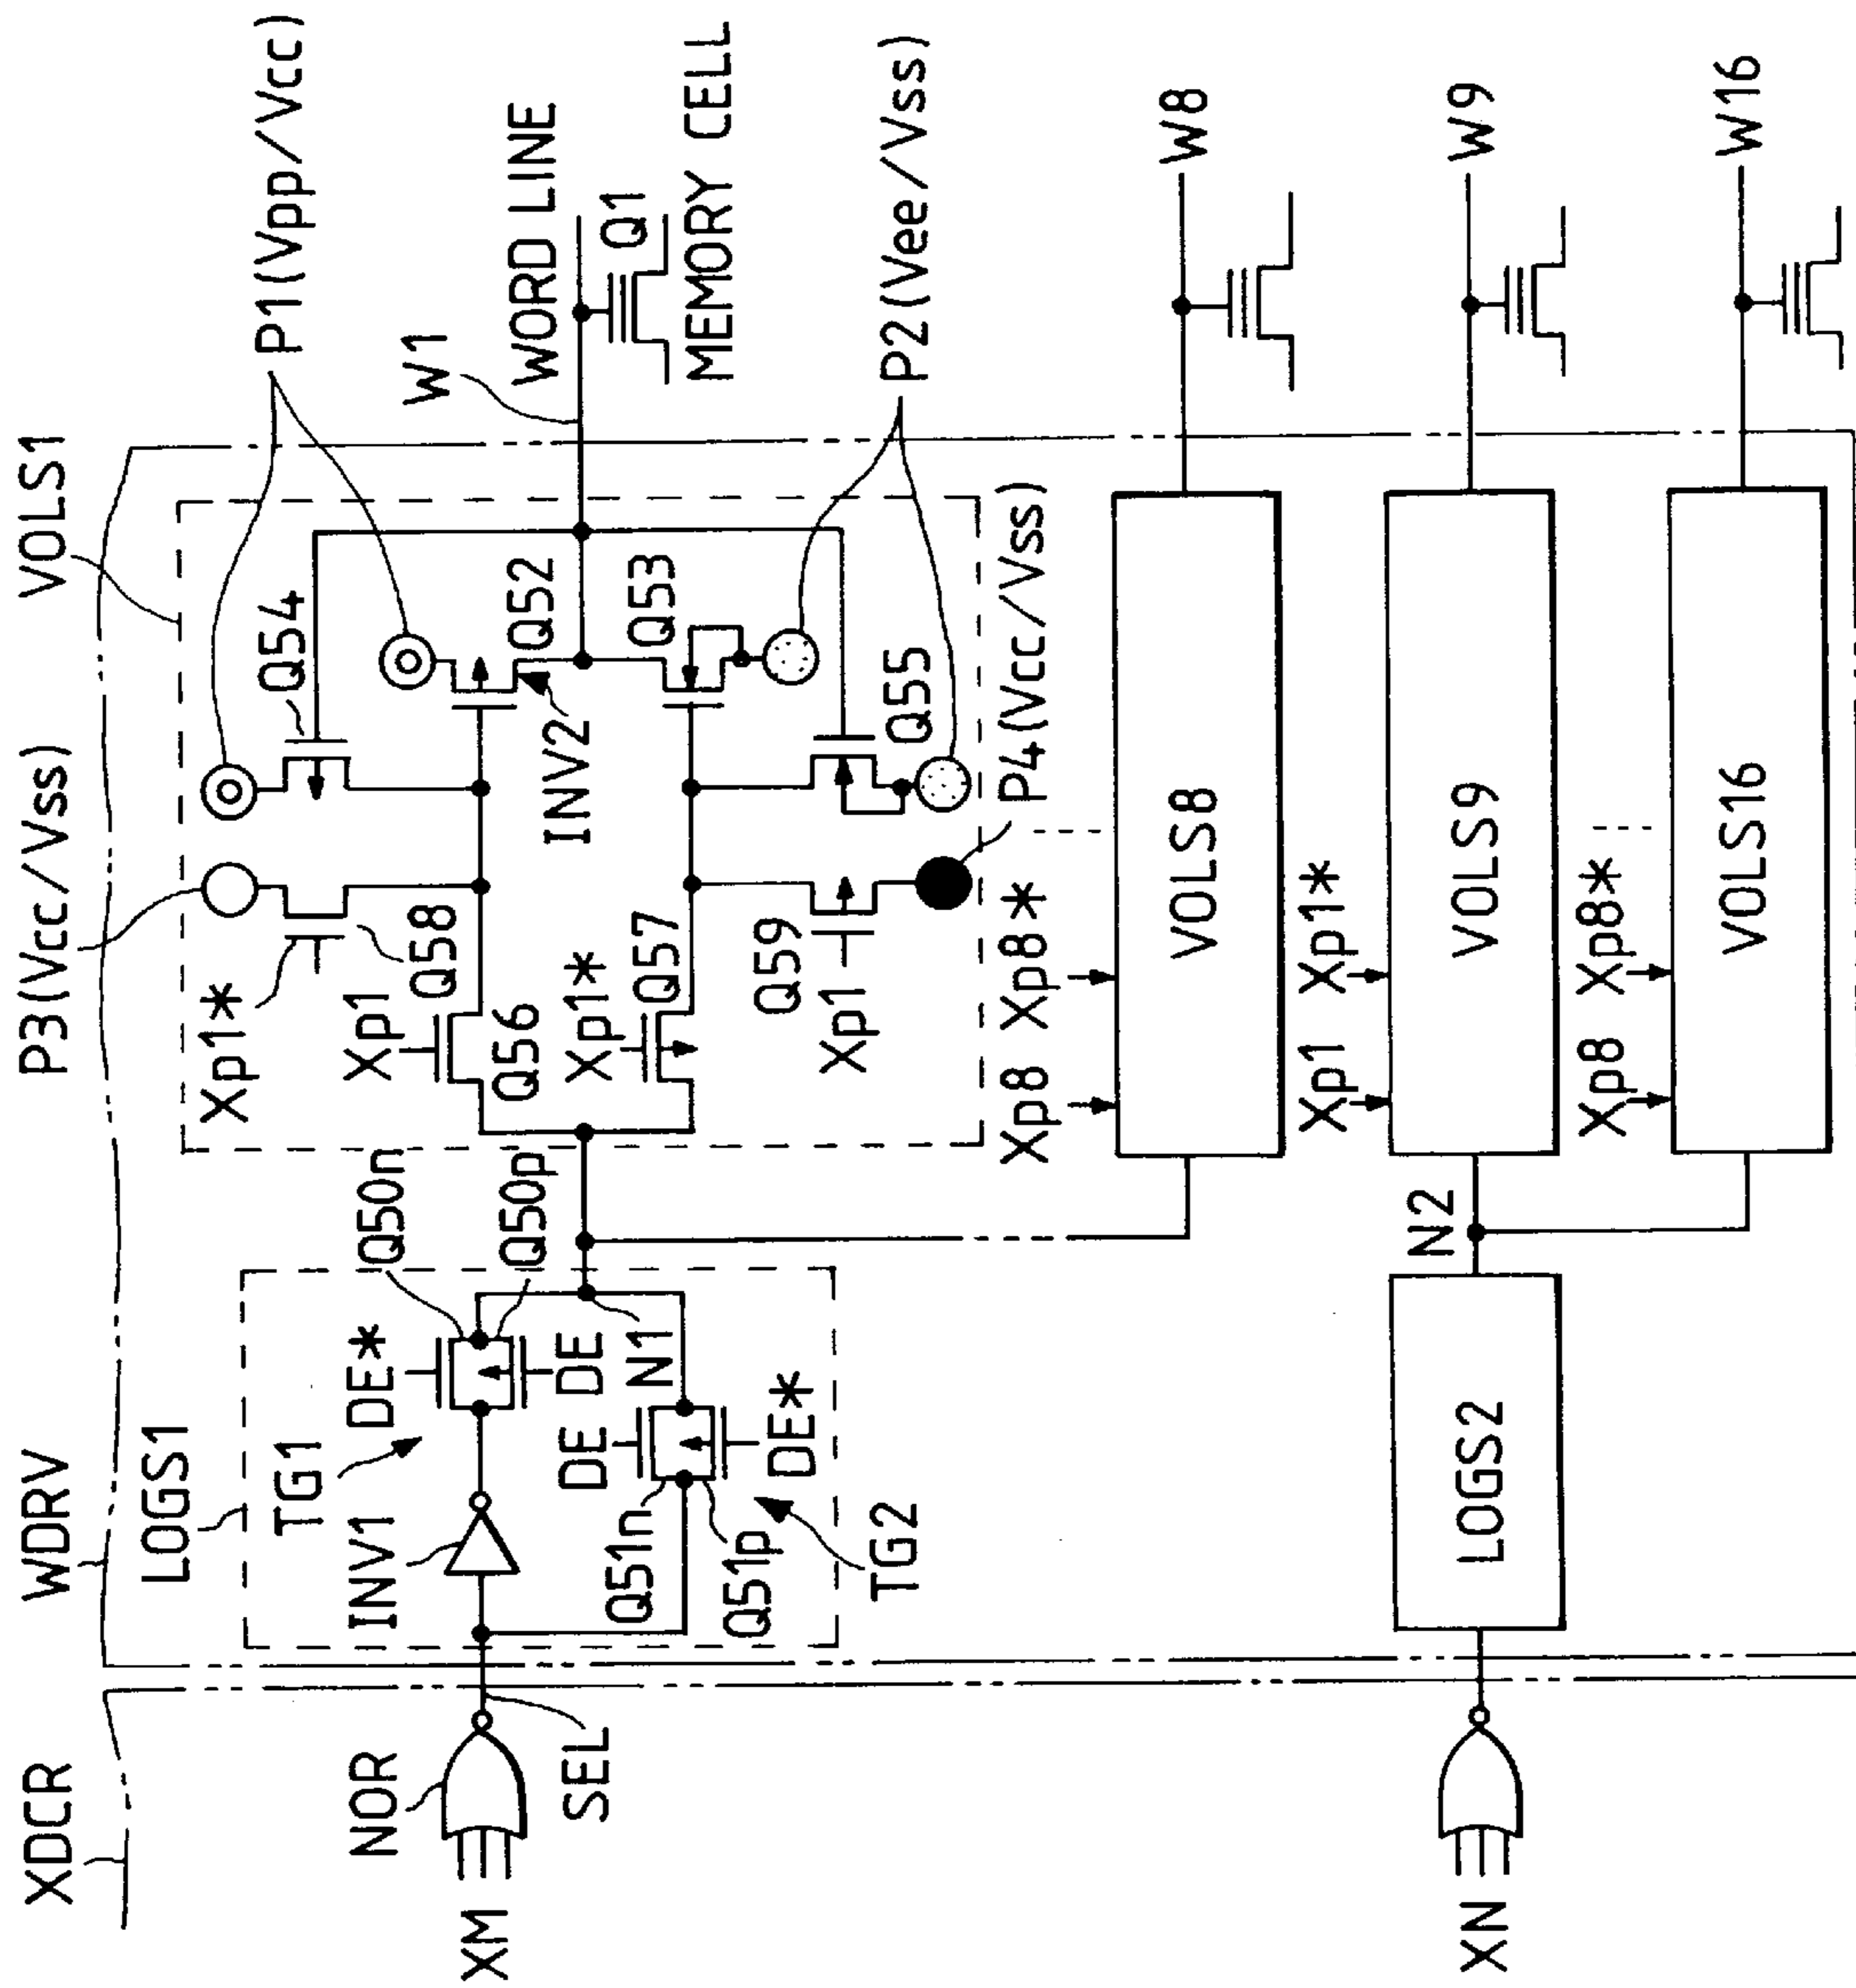 XDCR
WDRV
P3(Vcc/Vss)
VOLS1
P1(Vpp/Vcc)
LOGS1
Xp1*
Q54
TG1
DE*
Q50n
Xp1
Q58
W1
NOR
INV1
Q50p
Q56
Xp1*
INV2
Q52
WORD LINE
SEL
DE
DE
N1
Q57
Q53
Q1
Q51n
MEMORY CELL
Q51p
DE*
Q59
Xp1
Q55
P2(Vee/Vss)
TG2
XM
Xp8
Xp8*
P4(Vcc/Vss)
VOLS8
W8
Xp1
Xp1*
N2
XN
LOGS2
VOLS9
W9
Xp8
Xp8*
VOLS16
W16